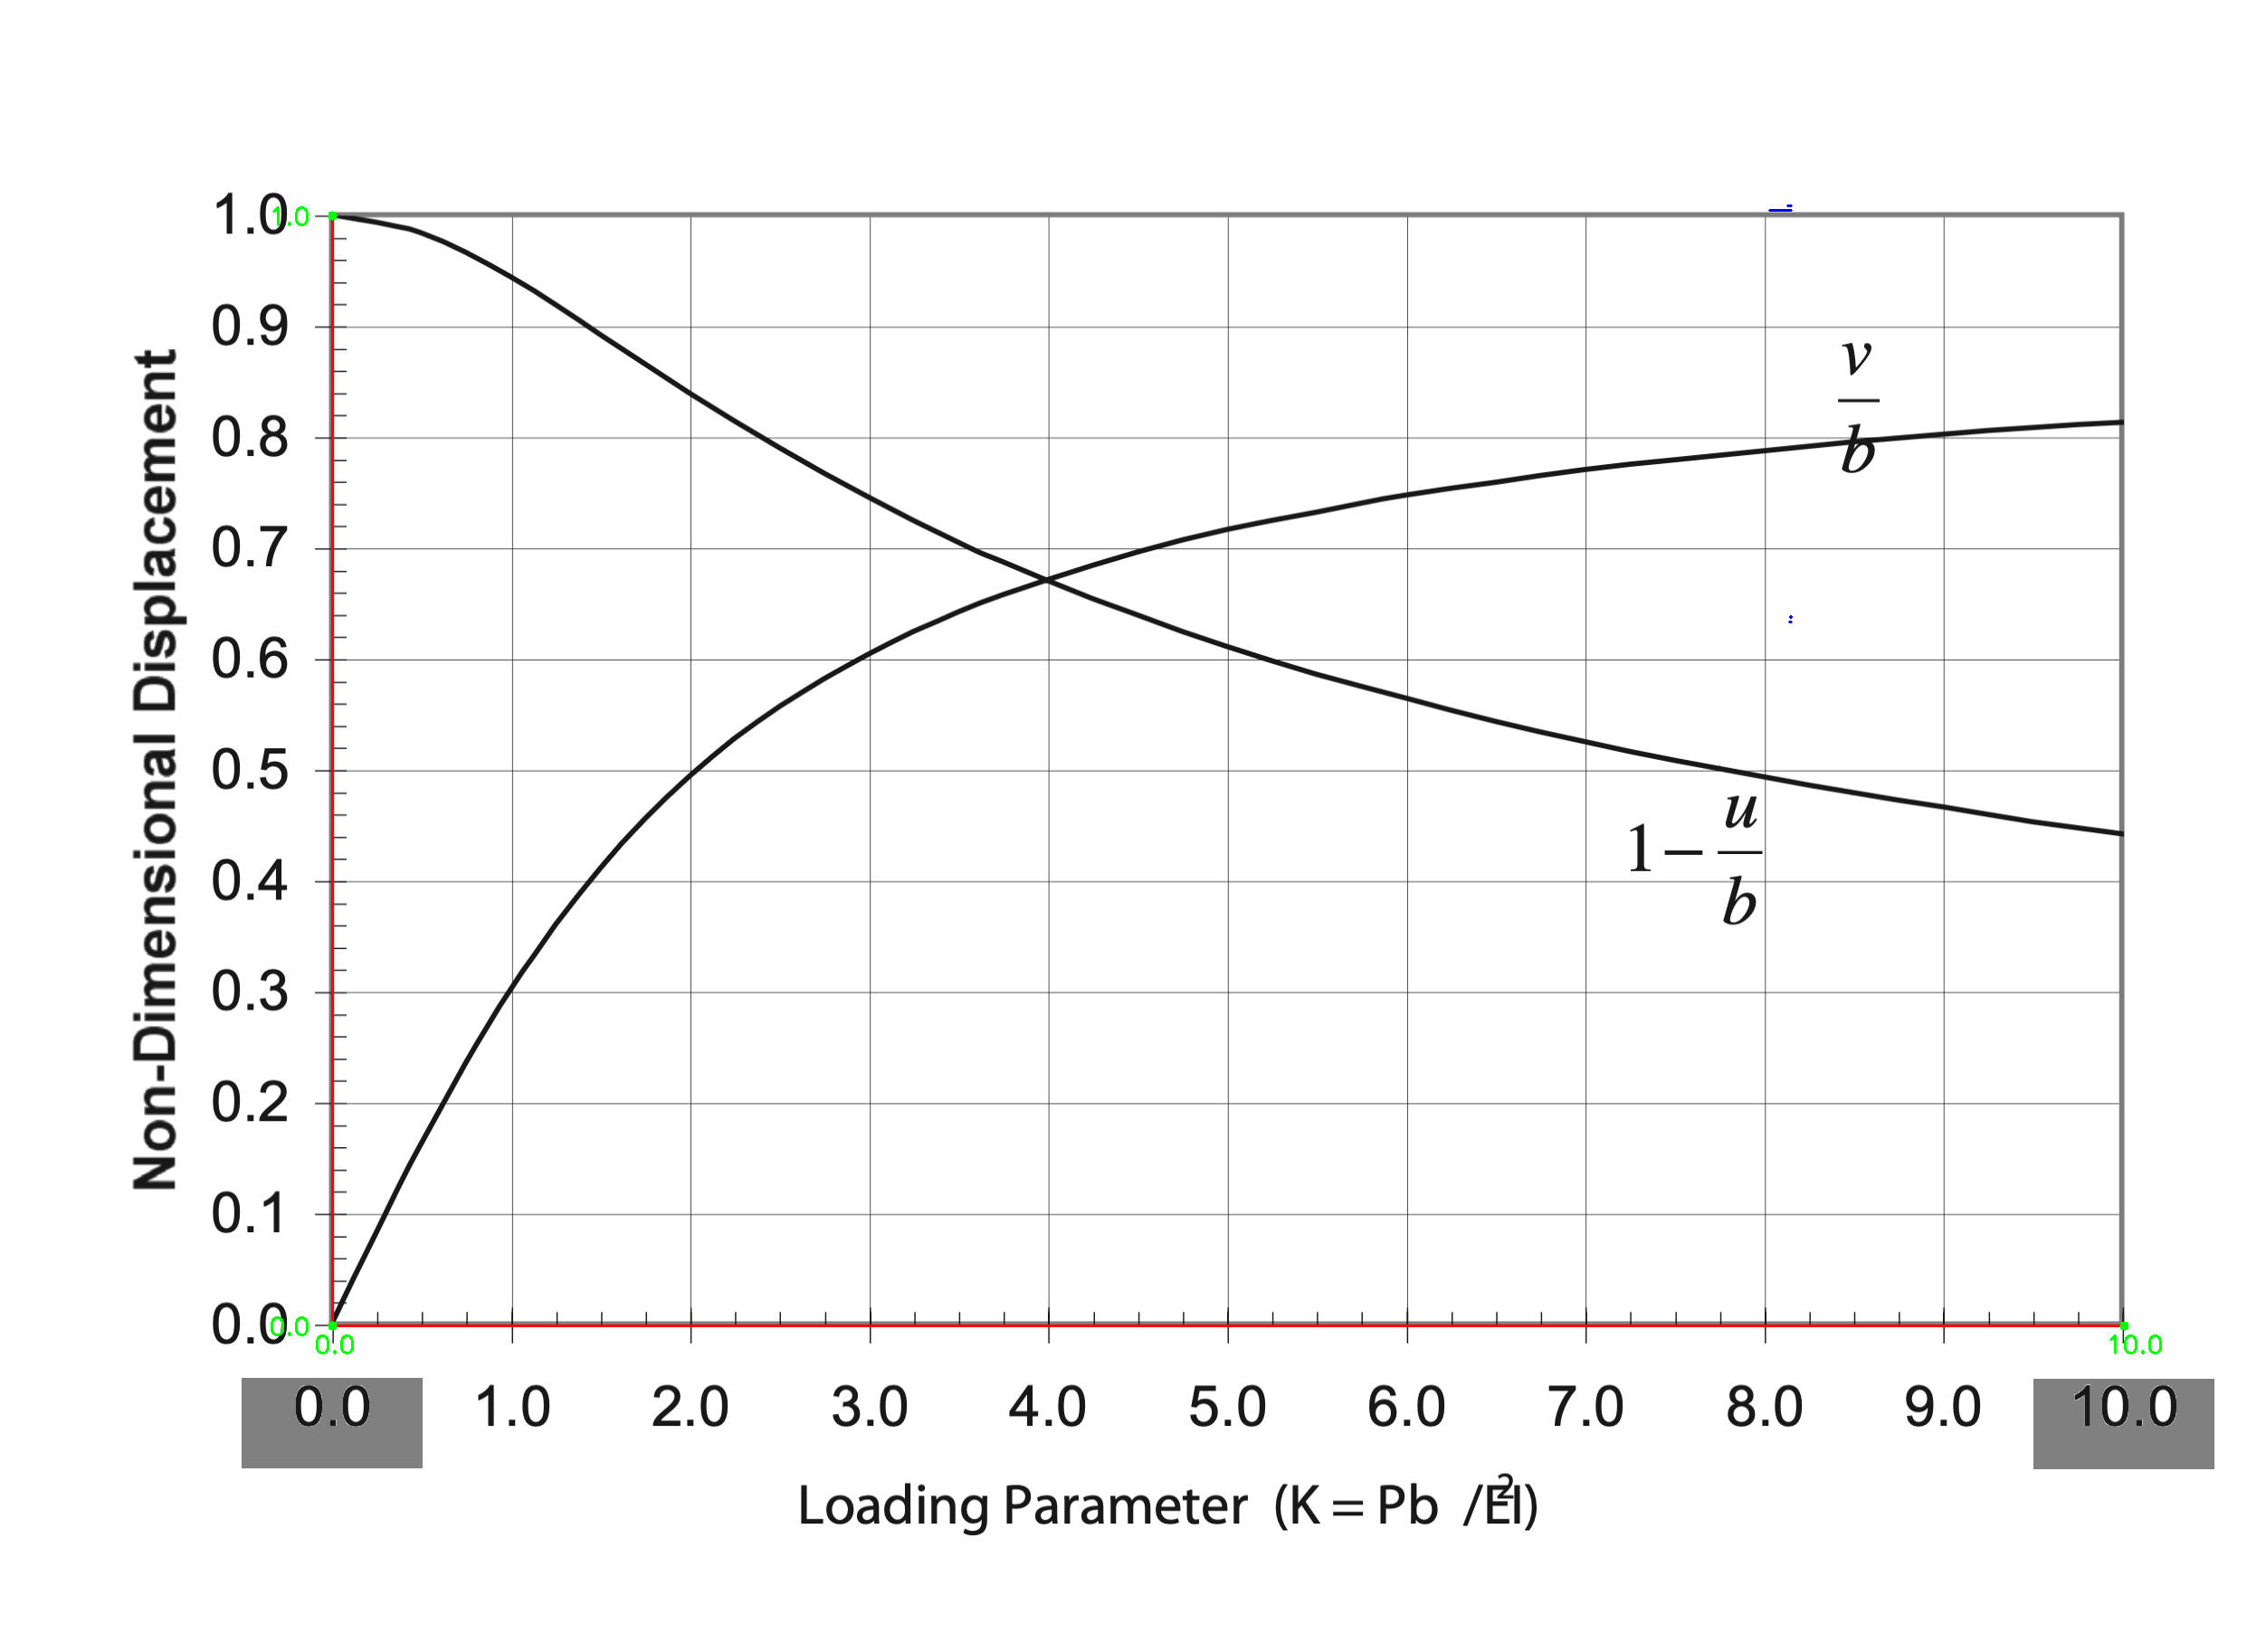 Non-Dimensional Displacement
1.0
1.0
0.9
0.8
0.7
0.6
0.5
0.4
0.3
0.2
0.1
0.0
0.0
v
b
u
1−
b
0.0
10.0
0.0 1.0 2.0 3.0 4.0 5.0 6.0 7.0 8.0 9.0 10.0
Loading Parameter (K = Pb /EI)
2